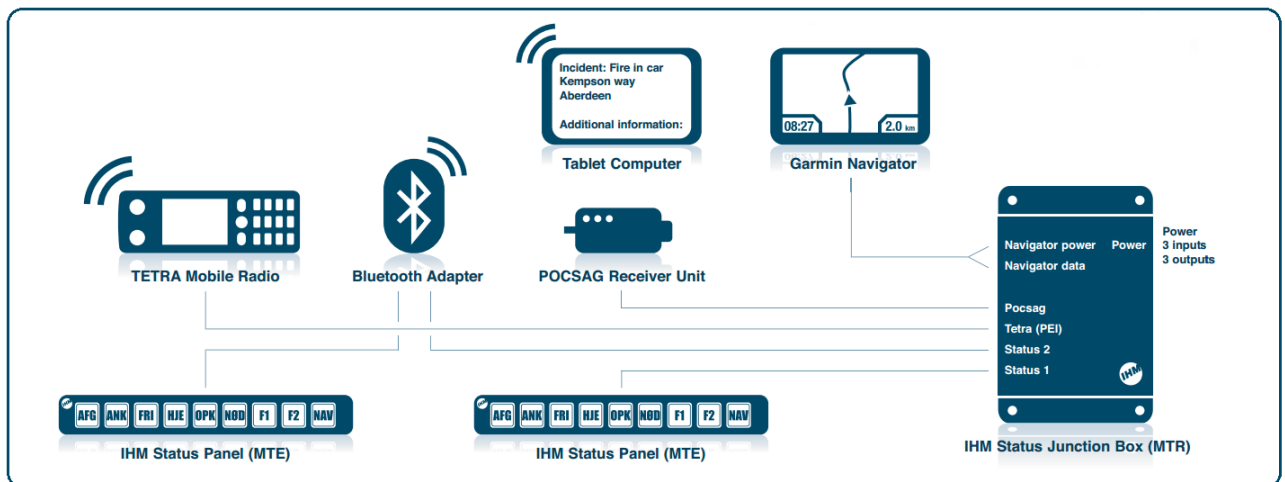 Incident: Fire in car
Kempson way
Aberdeen
Additional information:
Tablet Computer
08:27
2.0 km
Garmin Navigator
TETRA Mobile Radio
Bluetooth Adapter
POCSAG Receiver Unit
Navigator power Power
Navigator data
Pocsag
Tetra (PEI)
Status 2
Status 1
IHM
Power
3 inputs
3 outputs
IHM Status Junction Box (MTR)
IHM AFG ANK FRI HJE OPK NØD F1 F2 NAV
IHM Status Panel (MTE)
IHM AFG ANK FRI HJE OPK NØD F1 F2 NAV
IHM Status Panel (MTE)